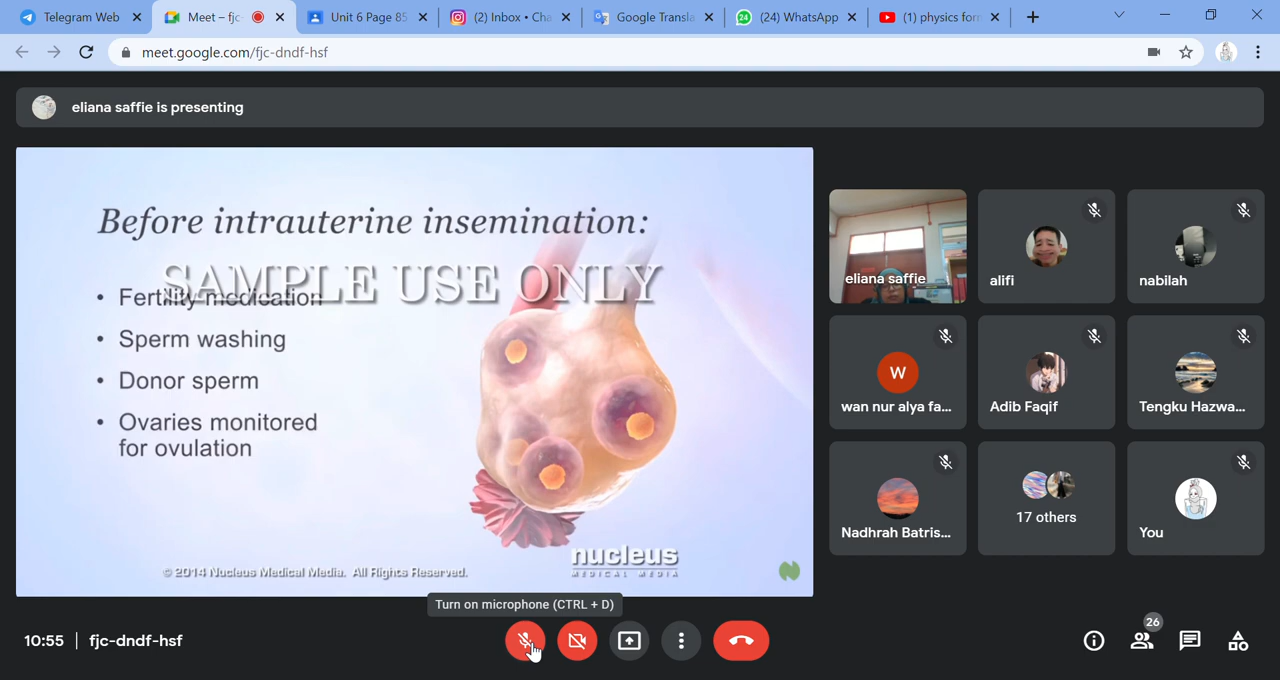 Telegram Web
Meet – fjc
Unit 6 Page 85
(2) Inbox • Cha
Google Transla
(24) WhatsApp
(1) physics form
meet.google.com/fjc-dndf-hsf
eliana saffie is presenting
Before intrauterine insemination:
SAMPLE USE ONLY
• Fertility medication
• Sperm washing
• Donor sperm
• Ovaries monitored
for ovulation
nucleus
MEDICAL MEDIA
© 2014 Nucleus Medical Media. All Rights Reserved.
eliana saffie
alifi
nabilah
W
wan nur alya fa...
Adib Faqif
Tengku Hazwa...
Nadhrah Batris...
17 others
You
Turn on microphone (CTRL + D)
10:55 | fjc-dndf-hsf
26